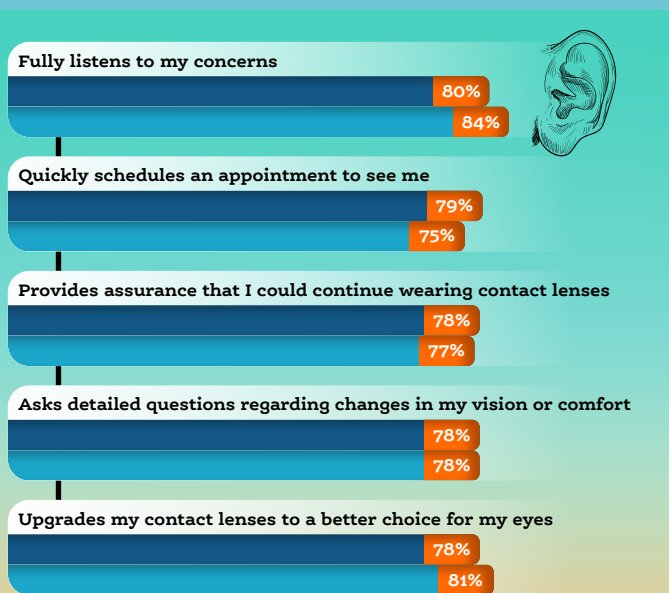 Fully listens to my concerns
80%
84%
Quickly schedules an appointment to see me
79%
75%
Provides assurance that I could continue wearing contact lenses
78%
77%
Asks detailed questions regarding changes in my vision or comfort
78%
78%
Upgrades my contact lenses to a better choice for my eyes
78%
81%